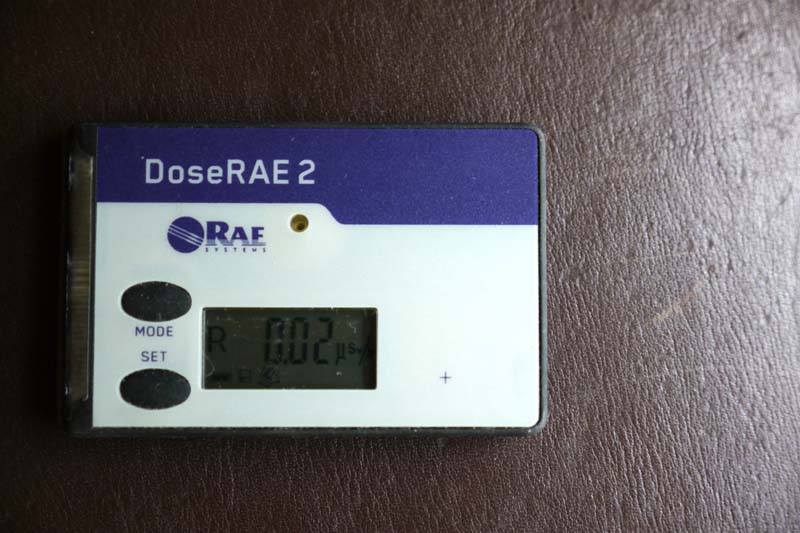 DoseRAE 2
RAE
SYSTEMS
MODE
SET
R 0.02 µSv/h
+